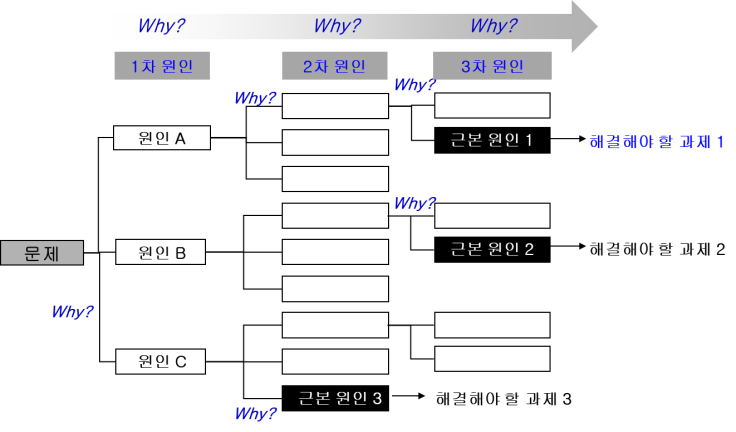 Why?
Why?
Why?
1차 원인
2차 원인
3차 원인
Why?
Why?
원인 A
근본 원인 1
해결해야 할 과제 1
Why?
문제
원인 B
근본 원인 2
해결해야 할 과제 2
Why?
원인 C
근본 원인 3
해결해야 할 과제 3
Why?